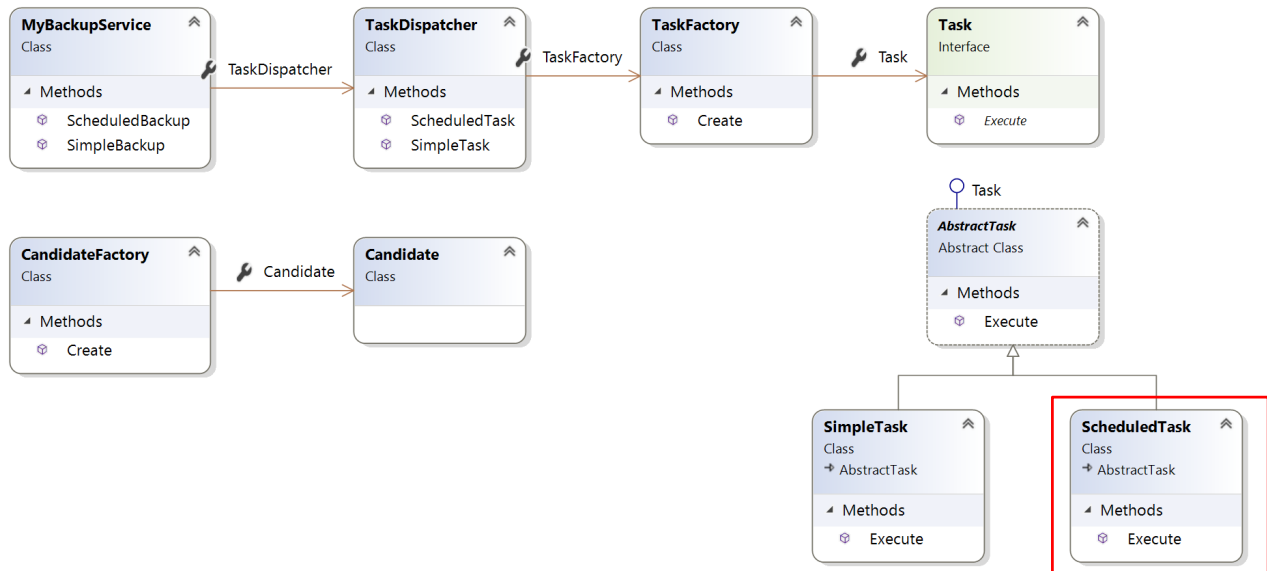 MyBackupService
Class
Methods
ScheduledBackup
SimpleBackup
TaskDispatcher
TaskDispatcher
Class
Methods
ScheduledTask
SimpleTask
TaskFactory
TaskFactory
Class
Methods
Create
Task
Task
Interface
Methods
Execute
CandidateFactory
Class
Methods
Create
Candidate
Candidate
Class
Task
AbstractTask
Abstract Class
Methods
Execute
SimpleTask
Class
AbstractTask
Methods
Execute
ScheduledTask
Class
AbstractTask
Methods
Execute